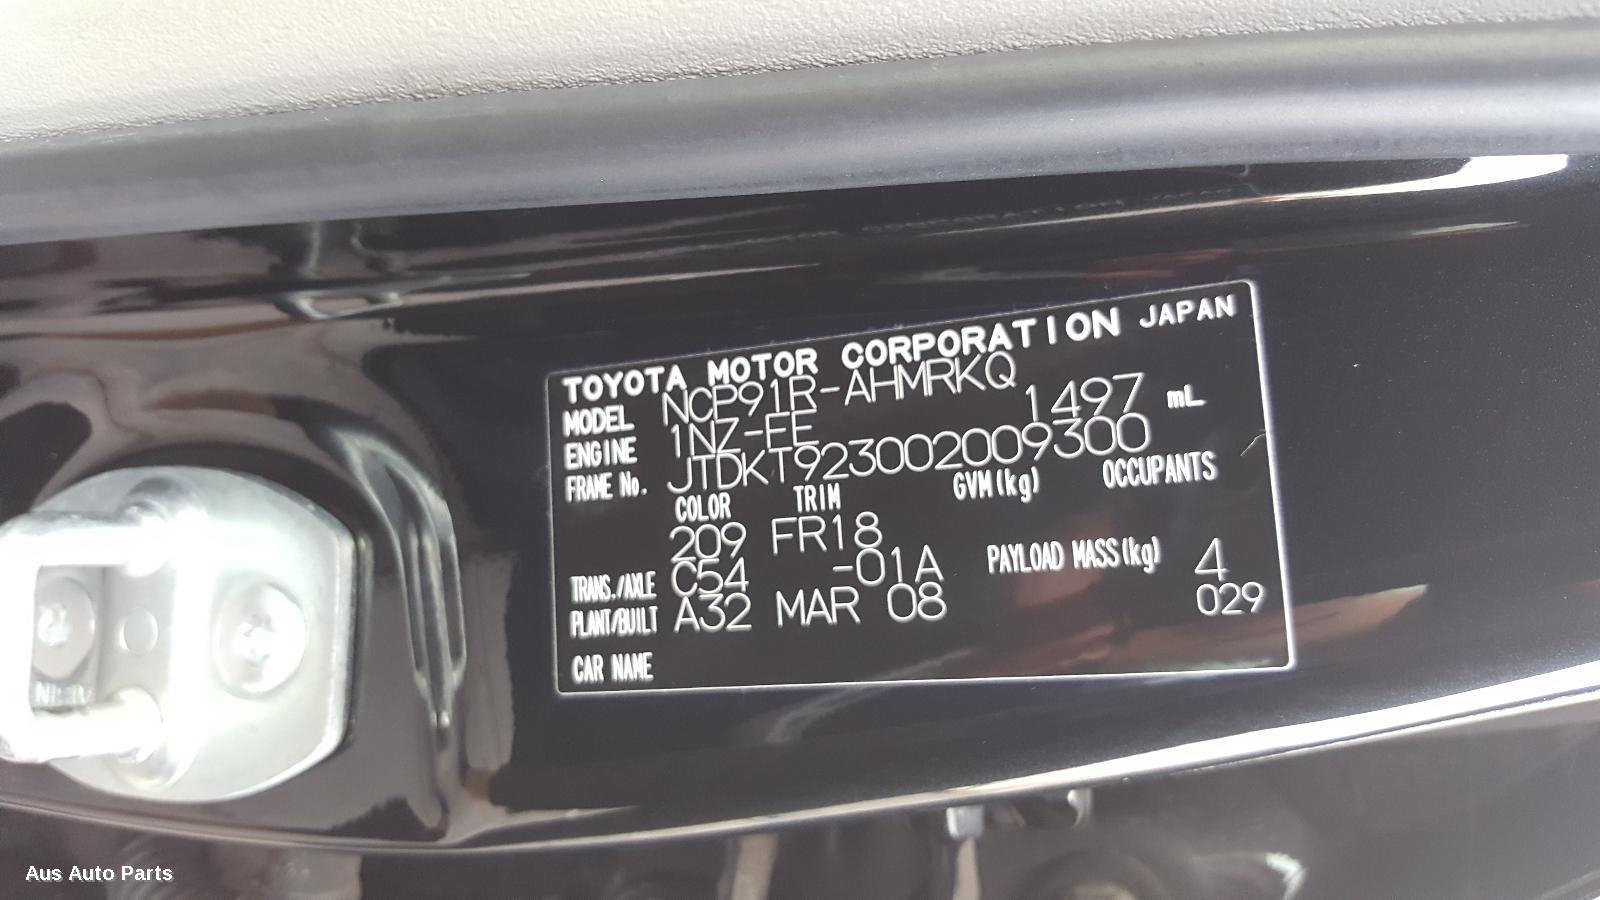 TOYOTA MOTOR CORPORATION JAPAN
MODEL NCP91R-AHMRKQ
ENGINE 1NZ-FE 1497 mL
FRAME No. JTDKT923002009300
COLOR TRIM GVM(kg) OCCUPANTS
209 FR18
TRANS./AXLE C54 -01A PAYLOAD MASS(kg) 4
PLANT/BUILT A32 MAR 08 029
CAR NAME
Aus Auto Parts